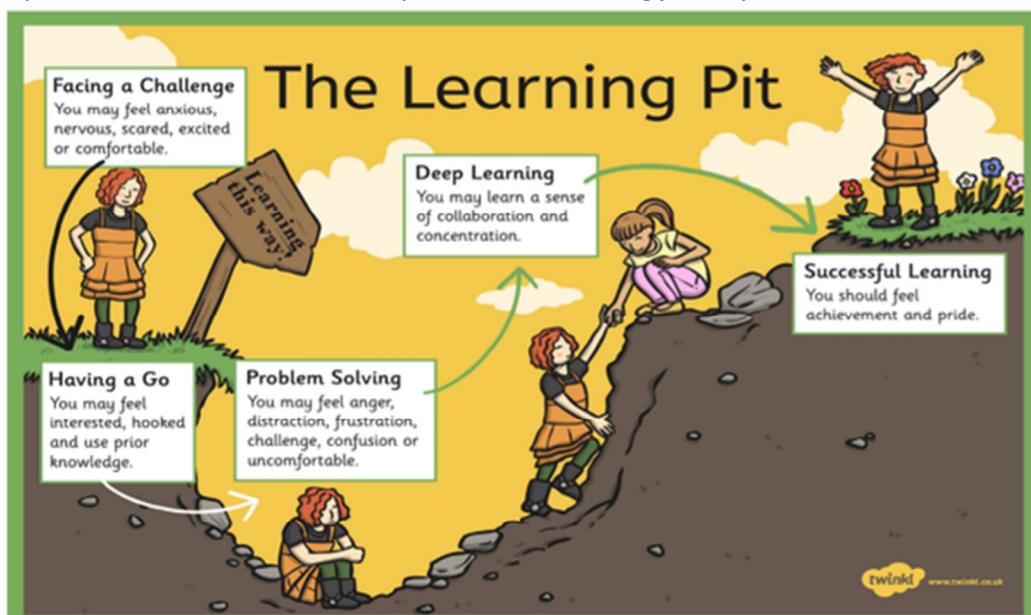 The Learning Pit
Facing a Challenge
You may feel anxious,
nervous, scared, excited
or comfortable.
Learning
this way!
Having a Go
You may feel
interested, hooked
and use prior
knowledge.
Problem Solving
You may feel anger,
distraction, frustration,
challenge, confusion or
uncomfortable.
Deep Learning
You may learn a sense
of collaboration and
concentration.
Successful Learning
You should feel
achievement and pride.
twinkl
www.twinkl.co.uk